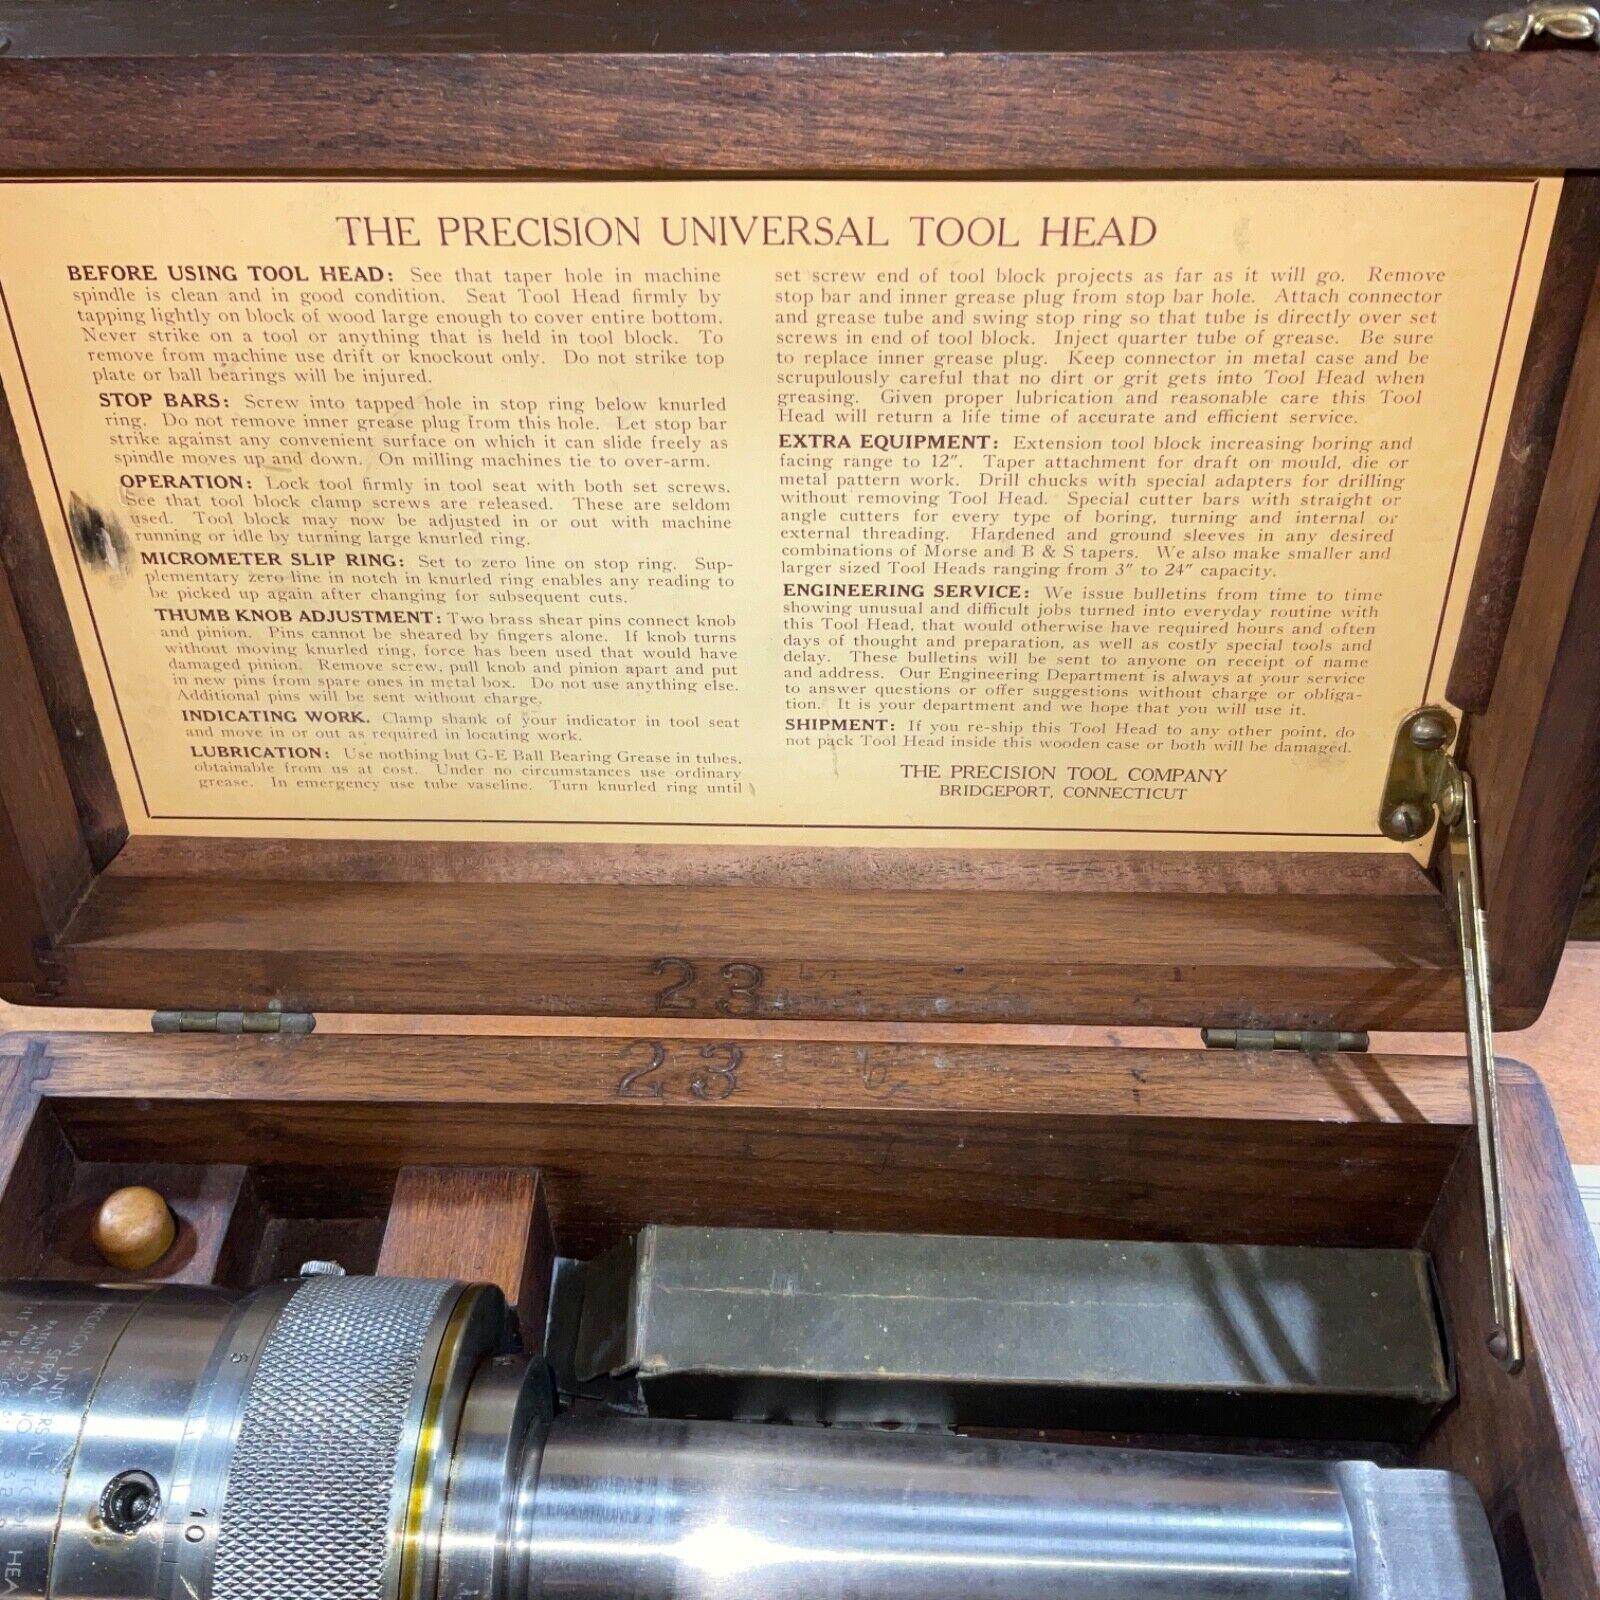 THE PRECISION UNIVERSAL TOOL HEAD
BEFORE USING TOOL HEAD: See that taper hole in machine
spindle is clean and in good condition. Seat Tool Head firmly by
tapping lightly on block of wood large enough to cover entire bottom.
Never strike on a tool or anything that is held in tool block. To
remove from machine use drift or knockout only. Do not strike top
plate or ball bearings will be injured.
STOP BARS: Screw into tapped hole in stop ring below knurled
ring. Do not remove inner grease plug from this hole. Let stop bar
strike against any convenient surface on which it can slide freely as
spindle moves up and down. On milling machines tie to over-arm.
OPERATION: Lock tool firmly in tool seat with both set screws.
See that tool block clamp screws are released. These are seldom
used. Tool block may now be adjusted in or out with machine
running or idle by turning large knurled ring.
MICROMETER SLIP RING: Set to zero line on stop ring. Sup-
plementary zero line in notch in knurled ring enables any reading to
be picked up again after changing for subsequent cuts.
THUMB KNOB ADJUSTMENT: Two brass shear pins connect knob
and pinion. Pins cannot be sheared by fingers alone. If knob turns
without moving knurled ring, force has been used that would have
damaged pinion. Remove screw, pull knob and pinion apart and put
in new pins from spare ones in metal box. Do not use anything else.
Additional pins will be sent without charge.
INDICATING WORK. Clamp shank of your indicator in tool seat
and move in or out as required in locating work.
LUBRICATION: Use nothing but G-E Ball Bearing Grease in tubes,
obtainable from us at cost. Under no circumstances use ordinary
grease. In emergency use tube vaseline. Turn knurled ring until
set screw end of tool block projects as far as it will go. Remove
stop bar and inner grease plug from stop bar hole. Attach connector
and grease tube and swing stop ring so that tube is directly over set
screws in end of tool block. Inject quarter tube of grease. Be sure
to replace inner grease plug. Keep connector in metal case and be
scrupulously careful that no dirt or grit gets into Tool Head when
greasing. Given proper lubrication and reasonable care this Tool
Head will return a life time of accurate and efficient service.
EXTRA EQUIPMENT: Extension tool block increasing boring and
facing range to 12″. Taper attachment for draft on mould, die or
metal pattern work. Drill chucks with special adapters for drilling
without removing Tool Head. Special cutter bars with straight or
angle cutters for every type of boring, turning and internal or
external threading. Hardened and ground sleeves in any desired
combinations of Morse and B & S tapers. We also make smaller and
larger sized Tool Heads ranging from 3″ to 24″ capacity.
ENGINEERING SERVICE: We issue bulletins from time to time
showing unusual and difficult jobs turned into everyday routine with
this Tool Head, that would otherwise have required hours and often
days of thought and preparation, as well as costly special tools and
delay. These bulletins will be sent to anyone on receipt of name
and address. Our Engineering Department is always at your service
to answer questions or offer suggestions without charge or obliga-
tion. It is your department and we hope that you will use it.
SHIPMENT: If you re-ship this Tool Head to any other point, do
not pack Tool Head inside this wooden case or both will be damaged.
THE PRECISION TOOL COMPANY
BRIDGEPORT, CONNECTICUT
23
23
5
10
SERIAL NO.